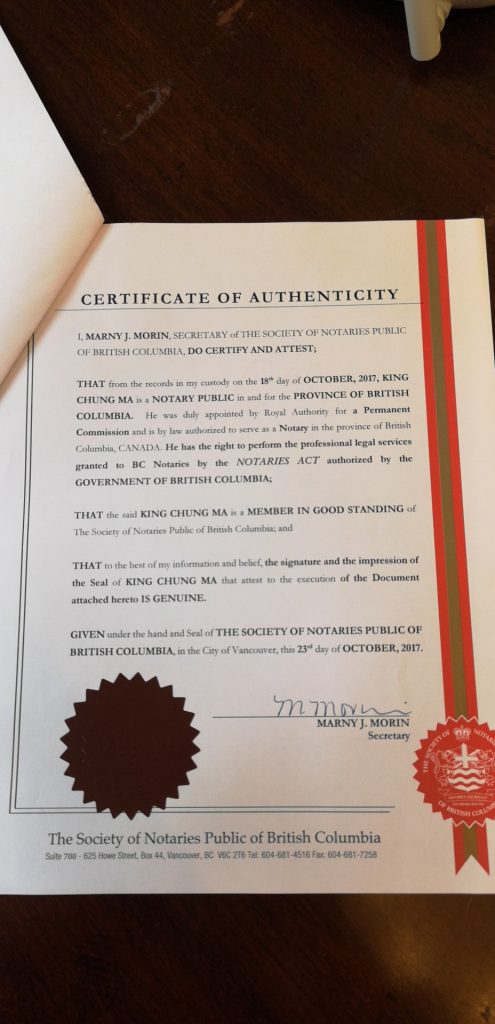 CERTIFICATE OF AUTHENTICITY
I, MARNY J. MORIN, SECRETARY of THE SOCIETY OF NOTARIES PUBLIC
OF BRITISH COLUMBIA, DO CERTIFY AND ATTEST;
THAT from the records in my custody on the 18th day of OCTOBER, 2017, KING
CHUNG MA is a NOTARY PUBLIC in and for the PROVINCE OF BRITISH
COLUMBIA. He was duly appointed by Royal Authority for a Permanent
Commission and is by law authorized to serve as a Notary in the province of British
Columbia, CANADA. He has the right to perform the professional legal services
granted to BC Notaries by the NOTARIES ACT authorized by the
GOVERNMENT OF BRITISH COLUMBIA;
THAT the said KING CHUNG MA is a MEMBER IN GOOD STANDING of
The Society of Notaries Public of British Columbia; and
THAT to the best of my information and belief, the signature and the impression of
the Seal of KING CHUNG MA that attest to the execution of the Document
attached hereto IS GENUINE.
GIVEN under the hand and Seal of THE SOCIETY OF NOTARIES PUBLIC OF
BRITISH COLUMBIA, in the City of Vancouver, this 23rd day of OCTOBER, 2017.
M Morin
MARNY J. MORIN
Secretary
THE SOCIETY OF NOTAR
OF BRITISH COLUMB
The Society of Notaries Public of British Columbia
Suite 700 - 625 Howe Street, Box 44, Vancouver, BC V6C 2T6 Tel: 604-681-4516 Fax: 604-681-7258